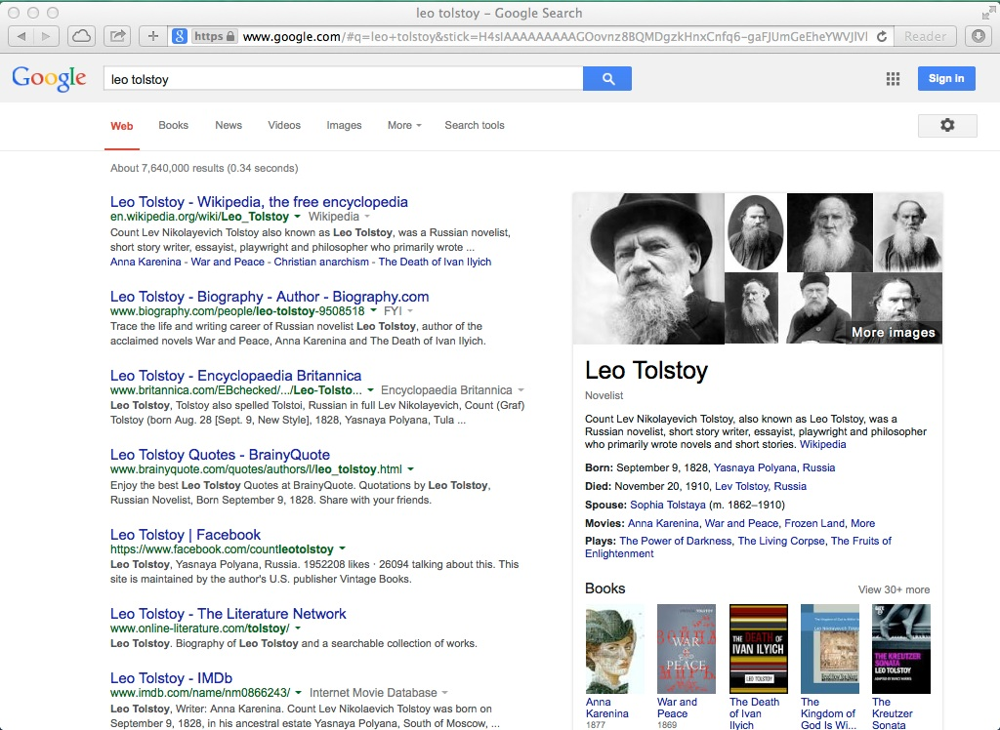 leo tolstoy – Google Search
https www.google.com/#q=leo+tolstoy&stick=
Reader
Google
leo tolstoy
Sign in
Web Books News Videos Images More Search tools
About 7,640,000 results (0.34 seconds)
Leo Tolstoy - Wikipedia, the free encyclopedia
en.wikipedia.org/wiki/Leo_Tolstoy Wikipedia
Count Lev Nikolayevich Tolstoy also known as Leo Tolstoy, was a Russian novelist,
short story writer, essayist, playwright and philosopher who primarily wrote ...
Anna Karenina - War and Peace - Christian anarchism - The Death of Ivan Ilyich
Leo Tolstoy - Biography - Author - Biography.com
www.biography.com/people/leo-tolstoy-9508518 FYI
Trace the life and writing career of Russian novelist Leo Tolstoy, author of the
acclaimed novels War and Peace, Anna Karenina and The Death of Ivan Ilyich.
Leo Tolstoy - Encyclopaedia Britannica
www.britannica.com/EBchecked/.../Leo-Tolsto... Encyclopaedia Britannica
Leo Tolstoy, Tolstoy also spelled Tolstoi, Russian in full Lev Nikolayevich, Count (Graf)
Tolstoy (born Aug. 28 [Sept. 9, New Style], 1828, Yasnaya Polyana, Tula ...
Leo Tolstoy Quotes - BrainyQuote
www.brainyquote.com/quotes/authors/l/leo_tolstoy.html
Enjoy the best Leo Tolstoy Quotes at BrainyQuote. Quotations by Leo Tolstoy,
Russian Novelist, Born September 9, 1828. Share with your friends.
Leo Tolstoy | Facebook
https://www.facebook.com/countleotolstoy
Leo Tolstoy, Yasnaya Polyana, Russia. 1952208 likes · 26094 talking about this. This
site is maintained by the author's U.S. publisher Vintage Books.
Leo Tolstoy - The Literature Network
www.online-literature.com/tolstoy/
Leo Tolstoy. Biography of Leo Tolstoy and a searchable collection of works.
Leo Tolstoy - IMDb
www.imdb.com/name/nm0866243/ Internet Movie Database
Leo Tolstoy, Writer: Anna Karenina. Count Lev Nikolaevich Tolstoy was born on
September 9, 1828, in his ancestral estate Yasnaya Polyana, South of Moscow, ...
More images
Leo Tolstoy
Novelist
Count Lev Nikolayevich Tolstoy, also known as Leo Tolstoy, was a
Russian novelist, short story writer, essayist, playwright and philosopher
who primarily wrote novels and short stories. Wikipedia
Born: September 9, 1828, Yasnaya Polyana, Russia
Died: November 20, 1910, Lev Tolstoy, Russia
Spouse: Sophia Tolstaya (m. 1862–1910)
Movies: Anna Karenina, War and Peace, Frozen Land, More
Plays: The Power of Darkness, The Living Corpse, The Fruits of
Enlightenment
Books View 30+ more
WAR
AND
PEACE
THE DEATH OF
IVAN ILYICH
LEO TOLSTOY
THE KREUTZER
SONATA
LEO TOLSTOY
Anna
Karenina
1877
War and
Peace
1869
The Death
of Ivan
Ilyich
The
Kingdom of
God Is Wi...
The
Kreutzer
Sonata